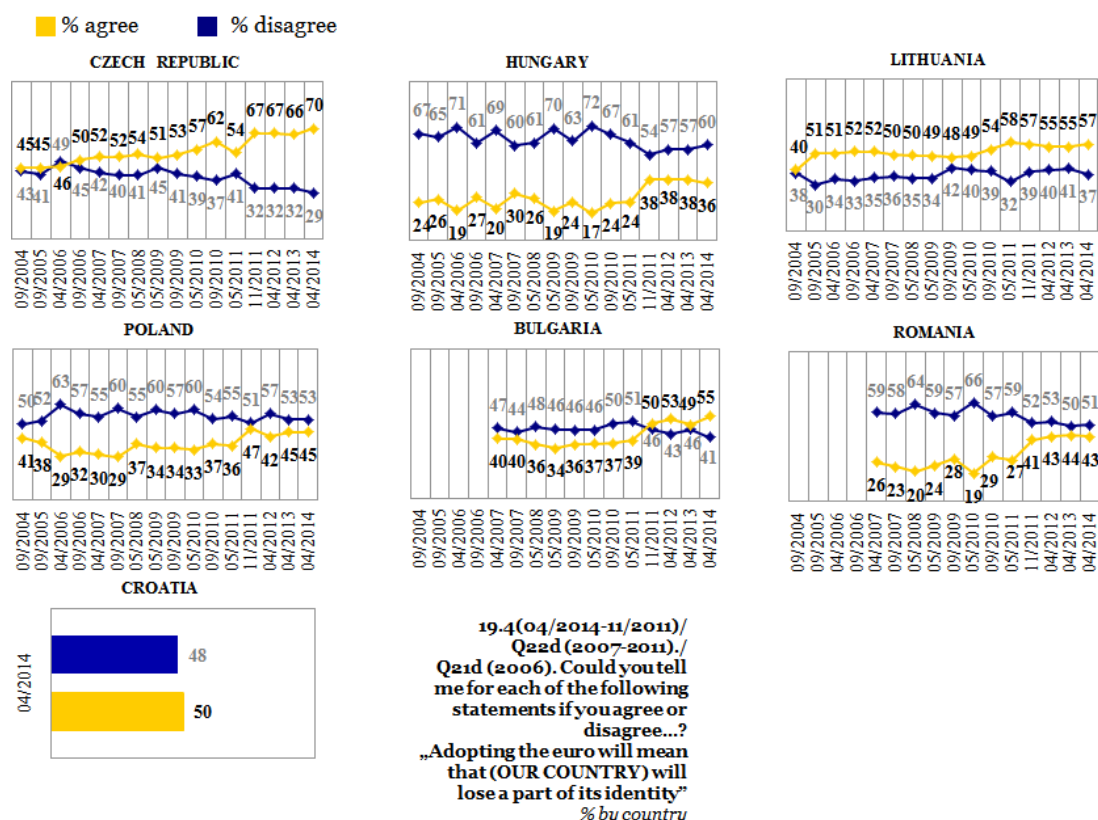 % agree % disagree
CZECH REPUBLIC
45 45 49 50 52 52 54 51 53 57 62 54 67 67 66 70
43 41 46 45 42 40 41 45 41 39 37 41 32 32 32 29
09/2004 09/2005 04/2006 09/2006 04/2007 09/2007 05/2008 05/2009 09/2009 05/2010 09/2010 05/2011 11/2011 04/2012 04/2013 04/2014
HUNGARY
67 65 71 61 69 60 61 70 63 72 67 61 54 57 57 60
24 26 19 27 20 30 26 19 24 17 24 24 38 38 38 36
09/2004 09/2005 04/2006 09/2006 04/2007 09/2007 05/2008 05/2009 09/2009 05/2010 09/2010 05/2011 11/2011 04/2012 04/2013 04/2014
LITHUANIA
40 51 51 52 52 50 50 49 48 49 54 58 57 55 55 57
38 30 34 33 35 36 35 34 42 40 39 32 39 40 41 37
09/2004 09/2005 04/2006 09/2006 04/2007 09/2007 05/2008 05/2009 09/2009 05/2010 09/2010 05/2011 11/2011 04/2012 04/2013 04/2014
POLAND
50 52 63 57 55 60 55 60 57 60 54 55 51 57 53 53
41 38 29 32 30 29 37 34 34 33 37 36 47 42 45 45
09/2004 09/2005 04/2006 09/2006 04/2007 09/2007 05/2008 05/2009 09/2009 05/2010 09/2010 05/2011 11/2011 04/2012 04/2013 04/2014
BULGARIA
47 44 48 46 46 46 50 51 50 53 49 55
40 40 36 34 36 37 37 39 46 43 46 41
09/2004 09/2005 04/2006 09/2006 04/2007 09/2007 05/2008 05/2009 09/2009 05/2010 09/2010 05/2011 11/2011 04/2012 04/2013 04/2014
ROMANIA
59 58 64 59 57 66 57 59 52 53 50 51
26 23 20 24 28 19 29 27 41 43 44 43
09/2004 09/2005 04/2006 09/2006 04/2007 09/2007 05/2008 05/2009 09/2009 05/2010 09/2010 05/2011 11/2011 04/2012 04/2013 04/2014
CROATIA
04/2014
48
50
19.4(04/2014-11/2011)/
Q22d (2007-2011)./
Q21d (2006). Could you tell
me for each of the following
statements if you agree or
disagree...?
„Adopting the euro will mean
that (OUR COUNTRY) will
lose a part of its identity”
% by country